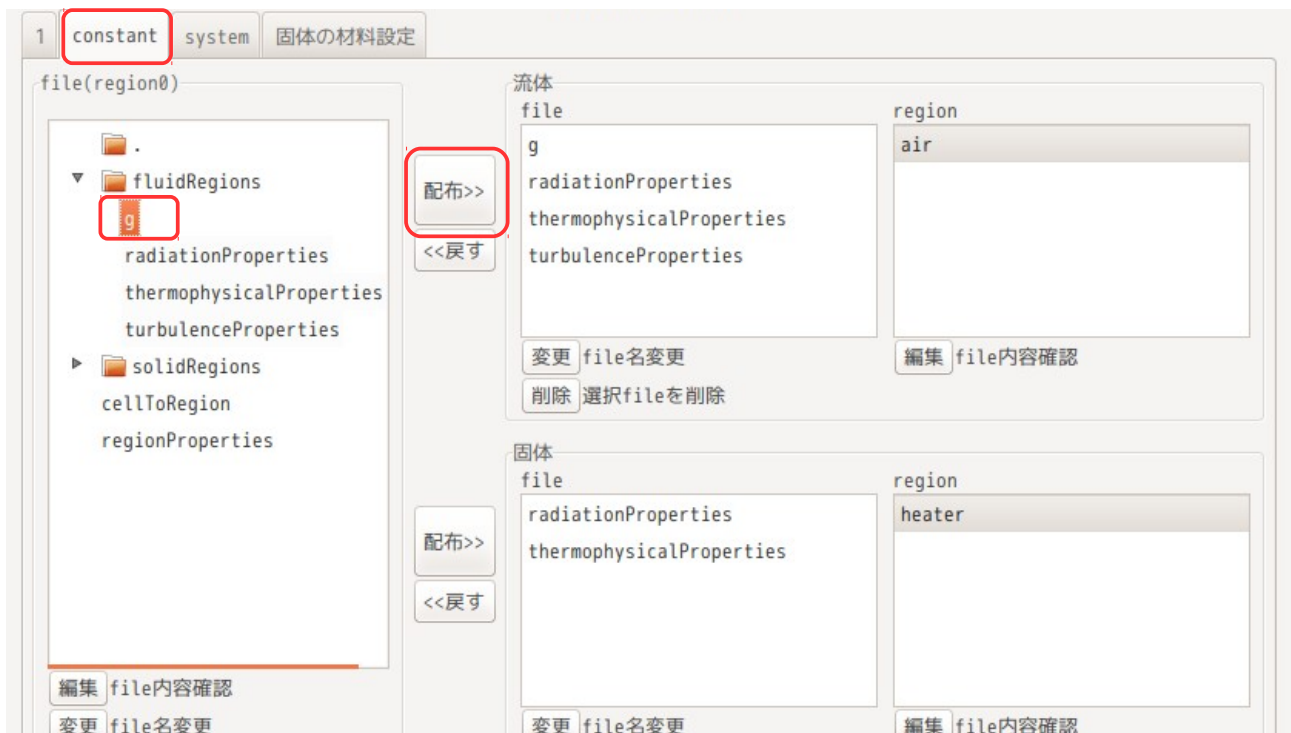 1 constant system 固体の材料設定
file(region0)
.
fluidRegions
g
radiationProperties
thermophysicalProperties
turbulenceProperties
solidRegions
cellToRegion
regionProperties
編集 file内容確認
変更 file名変更
配布>>
<<戻す
流体
file
g
radiationProperties
thermophysicalProperties
turbulenceProperties
変更 file名変更
削除 選択fileを削除
region
air
編集 file内容確認
配布>>
<<戻す
固体
file
radiationProperties
thermophysicalProperties
変更 file名変更
region
heater
編集 file内容確認